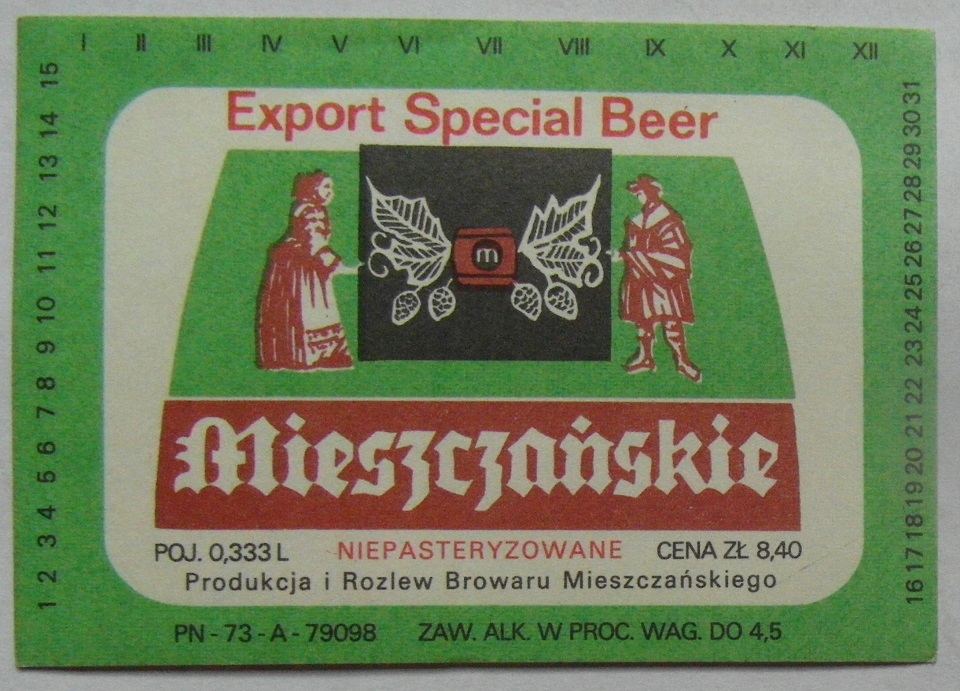 I II III IV V VI VII VIII IX X XI XII
1 2 3 4 5 6 7 8 9 10 11 12 13 14 15
Export Special Beer
m
Mieszczańskie
POJ. 0,333 L NIEPASTERYZOWANE CENA ZŁ 8,40
Produkcja i Rozlew Browaru Mieszczańskiego
PN - 73 - A - 79098 ZAW. ALK. W PROC. WAG. DO 4,5
16 17 18 19 20 21 22 23 24 25 26 27 28 29 30 31